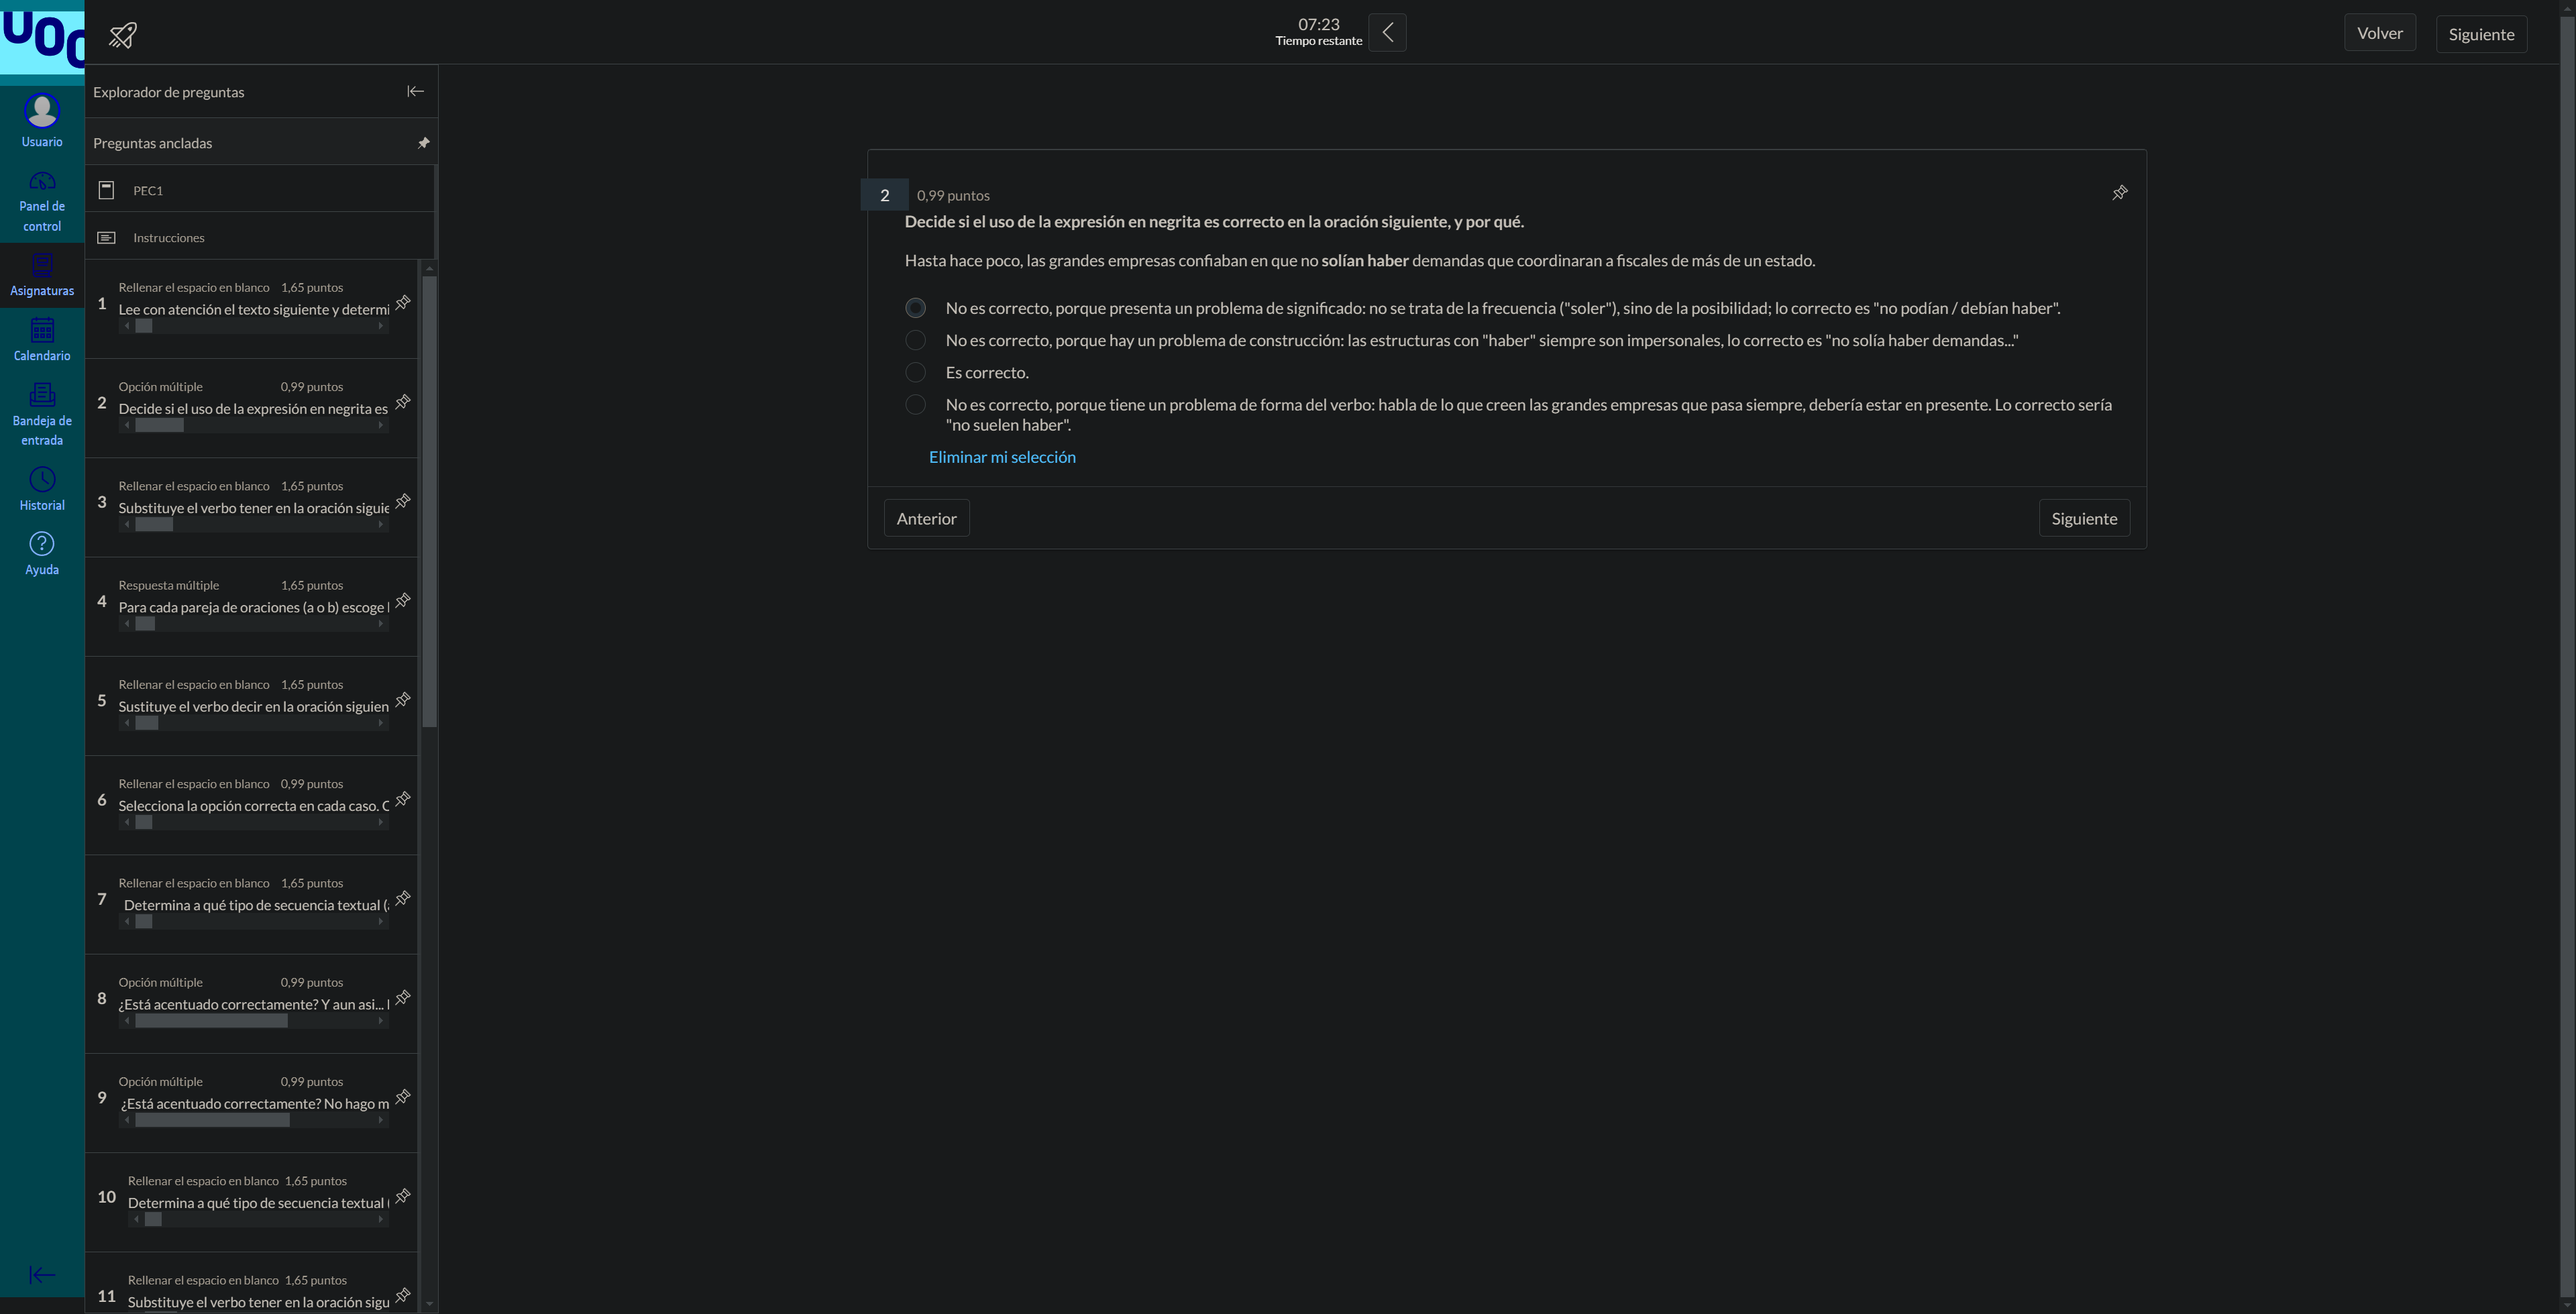 UOC
07:23
Tiempo restante
Volver
Siguiente
Usuario
Panel de
control
Asignaturas
Calendario
Bandeja de
entrada
Historial
Ayuda
Explorador de preguntas
Preguntas ancladas
PEC1
Instrucciones
1
Rellenar el espacio en blanco 1,65 puntos
Lee con atención el texto siguiente y determi
2
Opción múltiple 0,99 puntos
Decide si el uso de la expresión en negrita es
3
Rellenar el espacio en blanco 1,65 puntos
Substituye el verbo tener en la oración siguie
4
Respuesta múltiple 1,65 puntos
Para cada pareja de oraciones (a o b) escoge l
5
Rellenar el espacio en blanco 1,65 puntos
Sustituye el verbo decir en la oración siguien
6
Rellenar el espacio en blanco 0,99 puntos
Selecciona la opción correcta en cada caso. C
7
Rellenar el espacio en blanco 1,65 puntos
Determina a qué tipo de secuencia textual (
8
Opción múltiple 0,99 puntos
¿Está acentuado correctamente? Y aun asi...
9
Opción múltiple 0,99 puntos
¿Está acentuado correctamente? No hago m
10
Rellenar el espacio en blanco 1,65 puntos
Determina a qué tipo de secuencia textual (
11
Rellenar el espacio en blanco 1,65 puntos
Substituye el verbo tener en la oración sigu
2 0,99 puntos
Decide si el uso de la expresión en negrita es correcto en la oración siguiente, y por qué.
Hasta hace poco, las grandes empresas confiaban en que no solían haber demandas que coordinaran a fiscales de más de un estado.
No es correcto, porque presenta un problema de significado: no se trata de la frecuencia ("soler"), sino de la posibilidad; lo correcto es "no podían / debían haber".
No es correcto, porque hay un problema de construcción: las estructuras con "haber" siempre son impersonales, lo correcto es "no solía haber demandas..."
Es correcto.
No es correcto, porque tiene un problema de forma del verbo: habla de lo que creen las grandes empresas que pasa siempre, debería estar en presente. Lo correcto sería
"no suelen haber".
Eliminar mi selección
Anterior
Siguiente